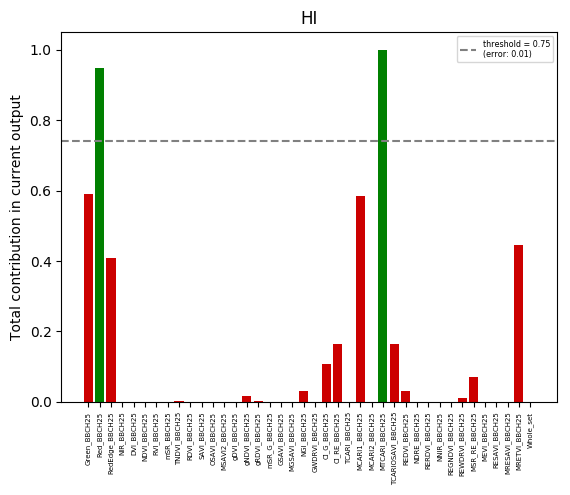 HI
Total contribution in current output
1.0
0.8
0.6
0.4
0.2
0.0
threshold = 0.75
(error: 0.01)
Green_BBCH25
Red_BBCH25
RedEdge_BBCH25
NIR_BBCH25
DVI_BBCH25
NDVI_BBCH25
RVI_BBCH25
mSR_BBCH25
TNDVI_BBCH25
RDVI_BBCH25
SAVI_BBCH25
OSAVI_BBCH25
MSAVI2_BBCH25
gDVI_BBCH25
gNDVI_BBCH25
gRDVI_BBCH25
mSR_G_BBCH25
GSAVI_BBCH25
MGSAVI_BBCH25
NGI_BBCH25
GWDRVI_BBCH25
CI_G_BBCH25
CI_RE_BBCH25
TCARI_BBCH25
MCARI1_BBCH25
MCARI2_BBCH25
MTCARI_BBCH25
TCARIOSAVI_BBCH25
REDVI_BBCH25
NDRE_BBCH25
RERDVI_BBCH25
NNIR_BBCH25
REGNDVI_BBCH25
REWDRVI_BBCH25
MSR_RE_BBCH25
MEVI_BBCH25
RESAVI_BBCH25
MRESAVI_BBCH25
MRETVI_BBCH25
Whole_set